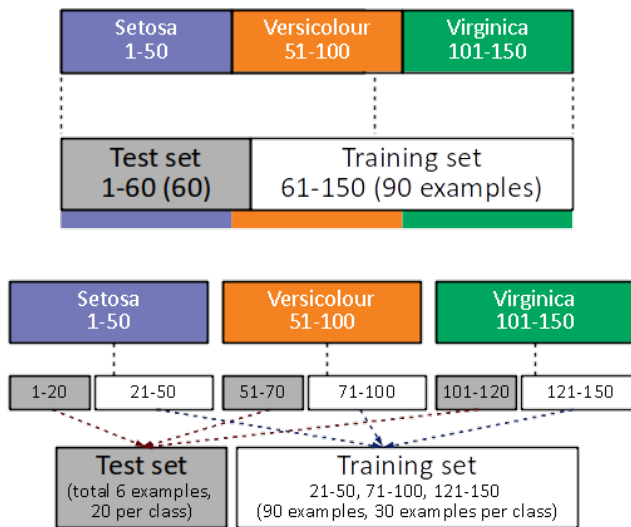 Setosa
1-50
Versicolour
51-100
Virginica
101-150
Test set
1-60 (60)
Training set
61-150 (90 examples)
Setosa
1-50
Versicolour
51-100
Virginica
101-150
1-20
21-50
51-70
71-100
101-120
121-150
Test set
(total 6 examples,
20 per class)
Training set
21-50, 71-100, 121-150
(90 examples, 30 examples per class)